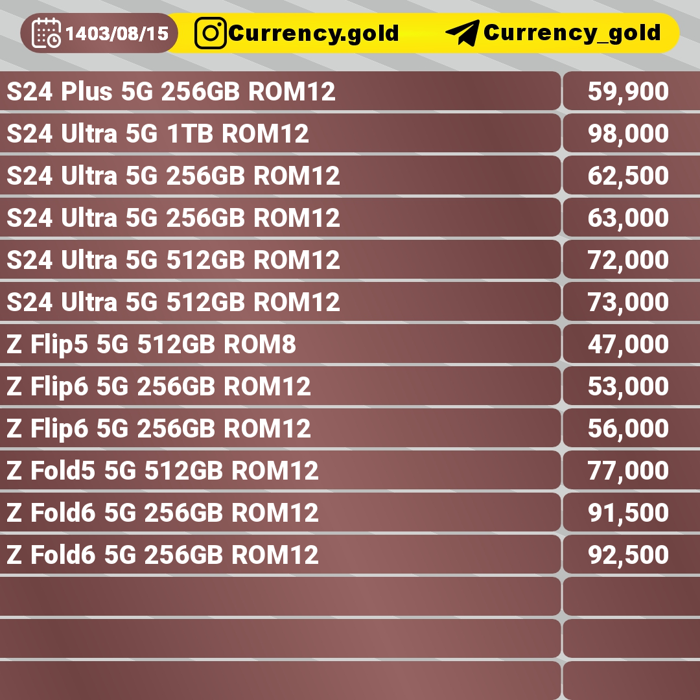 1403/08/15 Currency.gold Currency_gold
S24 Plus 5G 256GB ROM12 59,900
S24 Ultra 5G 1TB ROM12 98,000
S24 Ultra 5G 256GB ROM12 62,500
S24 Ultra 5G 256GB ROM12 63,000
S24 Ultra 5G 512GB ROM12 72,000
S24 Ultra 5G 512GB ROM12 73,000
Z Flip5 5G 512GB ROM8 47,000
Z Flip6 5G 256GB ROM12 53,000
Z Flip6 5G 256GB ROM12 56,000
Z Fold5 5G 512GB ROM12 77,000
Z Fold6 5G 256GB ROM12 91,500
Z Fold6 5G 256GB ROM12 92,500